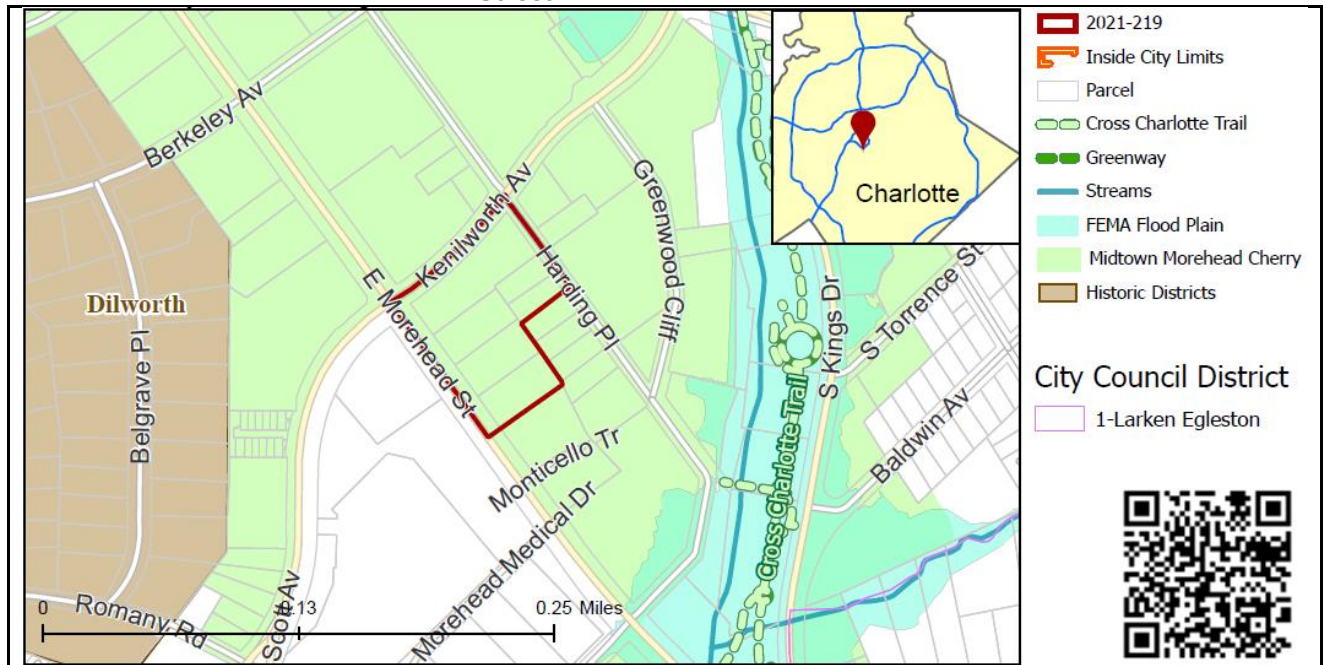 Berkeley Av
Kenilworth Av
Greenwood Cliff
E Morehead St
Harding Pl
Dilworth
Belgrave Pl
S Kings Dr
S Torrence St
Cross Charlotte Trail
Baldwin Av
Monticello Tr
Morehead Medical Dr
Romany Rd
Scott Av
0
0.13
0.25 Miles
Charlotte
2021-219
Inside City Limits
Parcel
Cross Charlotte Trail
Greenway
Streams
FEMA Flood Plain
Midtown Morehead Cherry
Historic Districts
City Council District
1-Larken Egleston